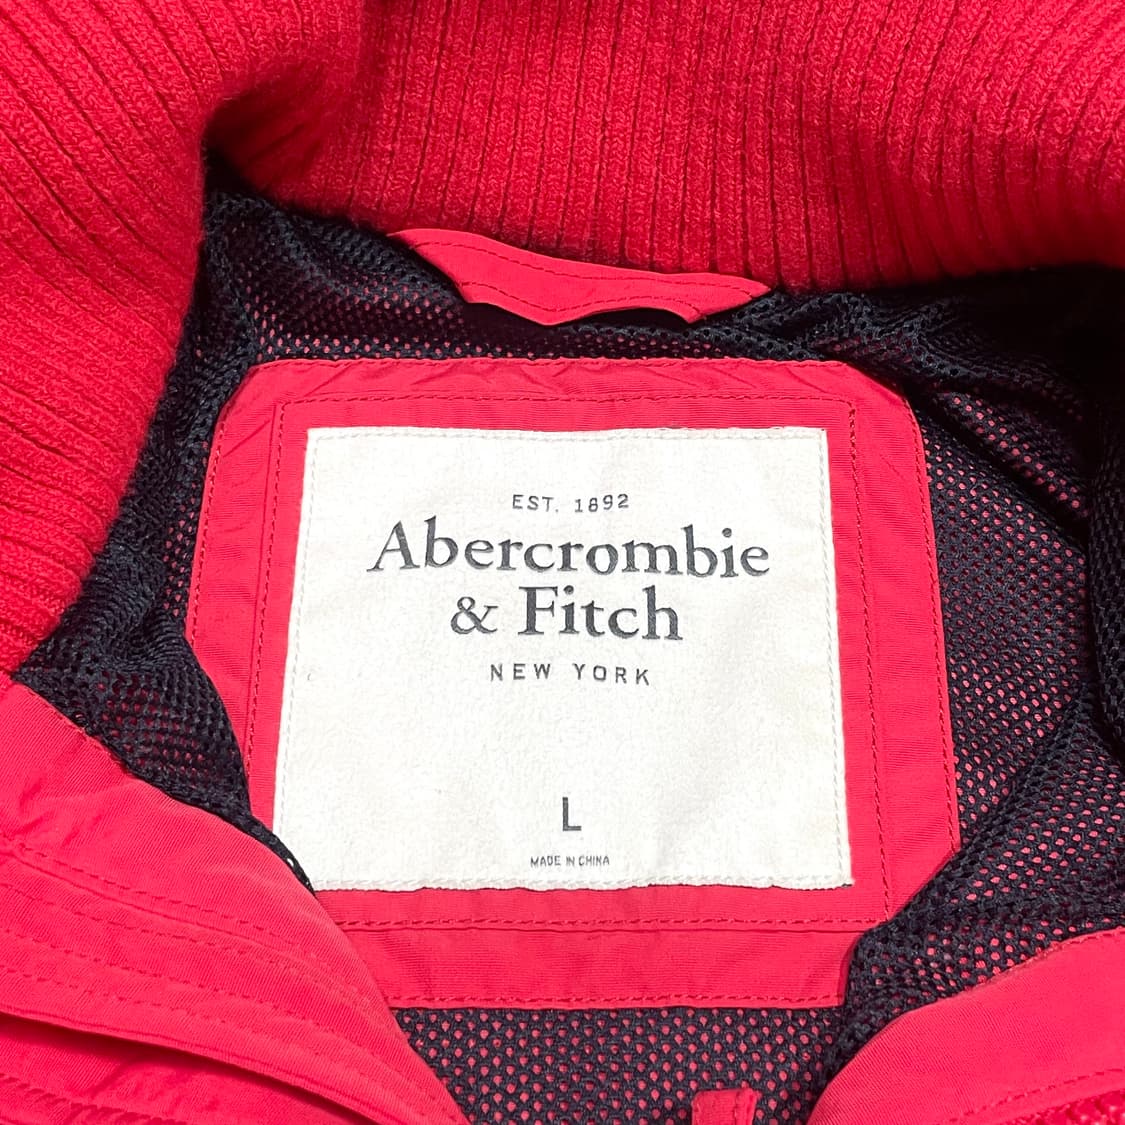 EST. 1892
Abercrombie
& Fitch
NEW YORK
L
MADE IN CHINA